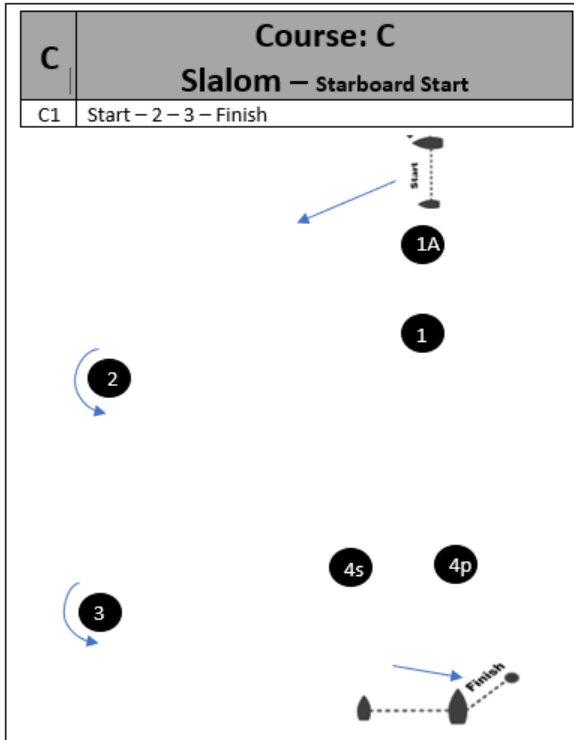 C
Course: C
Slalom – Starboard Start
C1
Start – 2 – 3 – Finish
Start
1A
1
2
4s
4p
3
Finish